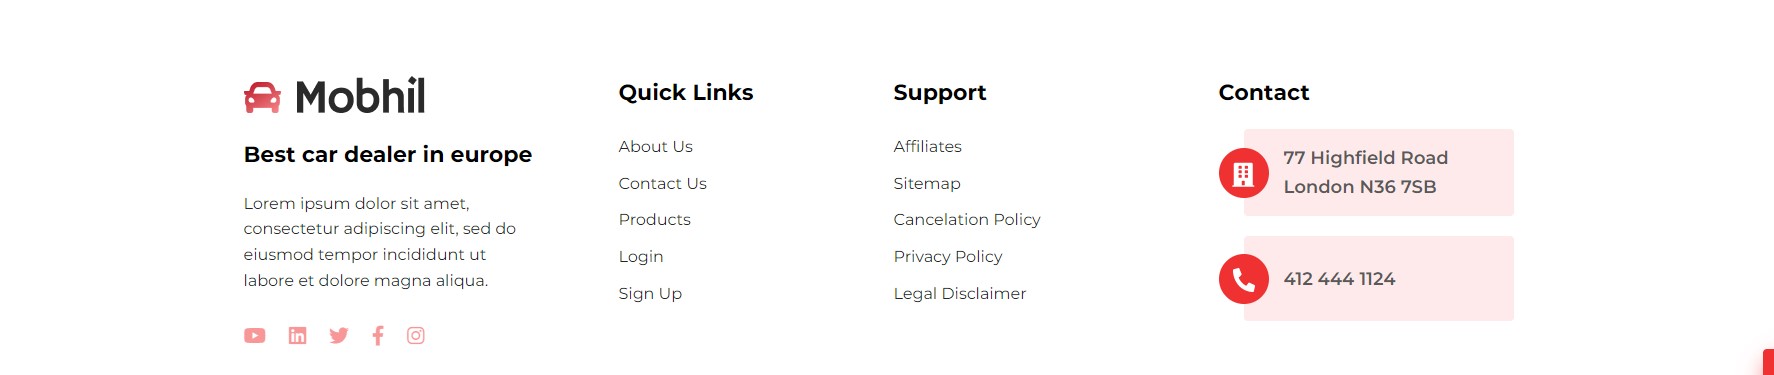 Mobhil
Best car dealer in europe
Lorem ipsum dolor sit amet,
consectetur adipiscing elit, sed do
eiusmod tempor incididunt ut
labore et dolore magna aliqua.
Quick Links
About Us
Contact Us
Products
Login
Sign Up
Support
Affiliates
Sitemap
Cancelation Policy
Privacy Policy
Legal Disclaimer
Contact
77 Highfield Road
London N36 7SB
412 444 1124